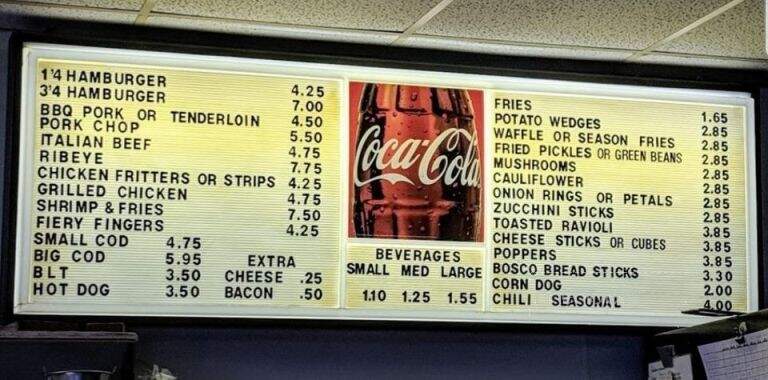 1'4 HAMBURGER 4.25
3'4 HAMBURGER 7.00
BBQ PORK OR TENDERLOIN 4.50
PORK CHOP 5.50
ITALIAN BEEF 4.75
RIBEYE 7.75
CHICKEN FRITTERS OR STRIPS 4.25
GRILLED CHICKEN 4.75
SHRIMP & FRIES 7.50
FIERY FINGERS 4.25
SMALL COD 4.75
BIG COD 5.95
BLT 3.50
HOT DOG 3.50
EXTRA
CHEESE .25
BACON .50
Coca-Cola
BEVERAGES
SMALL MED LARGE
1.10 1.25 1.55
FRIES 1.65
POTATO WEDGES 2.85
WAFFLE OR SEASON FRIES 2.85
FRIED PICKLES OR GREEN BEANS 2.85
MUSHROOMS 2.85
CAULIFLOWER 2.85
ONION RINGS OR PETALS 2.85
ZUCCHINI STICKS 2.85
TOASTED RAVIOLI 3.85
CHEESE STICKS OR CUBES 3.85
POPPERS 3.85
BOSCO BREAD STICKS 3.30
CORN DOG 2.00
CHILI SEASONAL 4.00